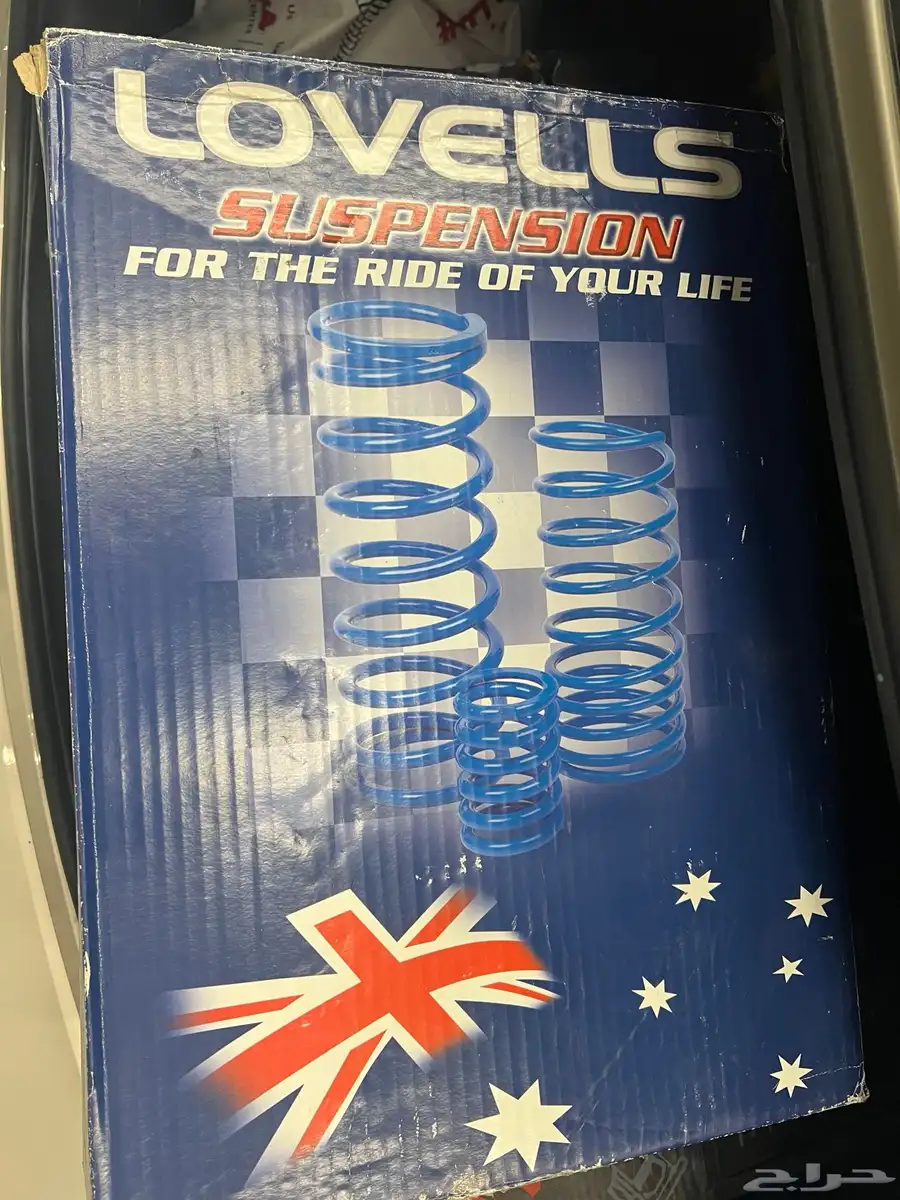 LOVELLS
SUSPENSION
FOR THE RIDE OF YOUR LIFE
حراج